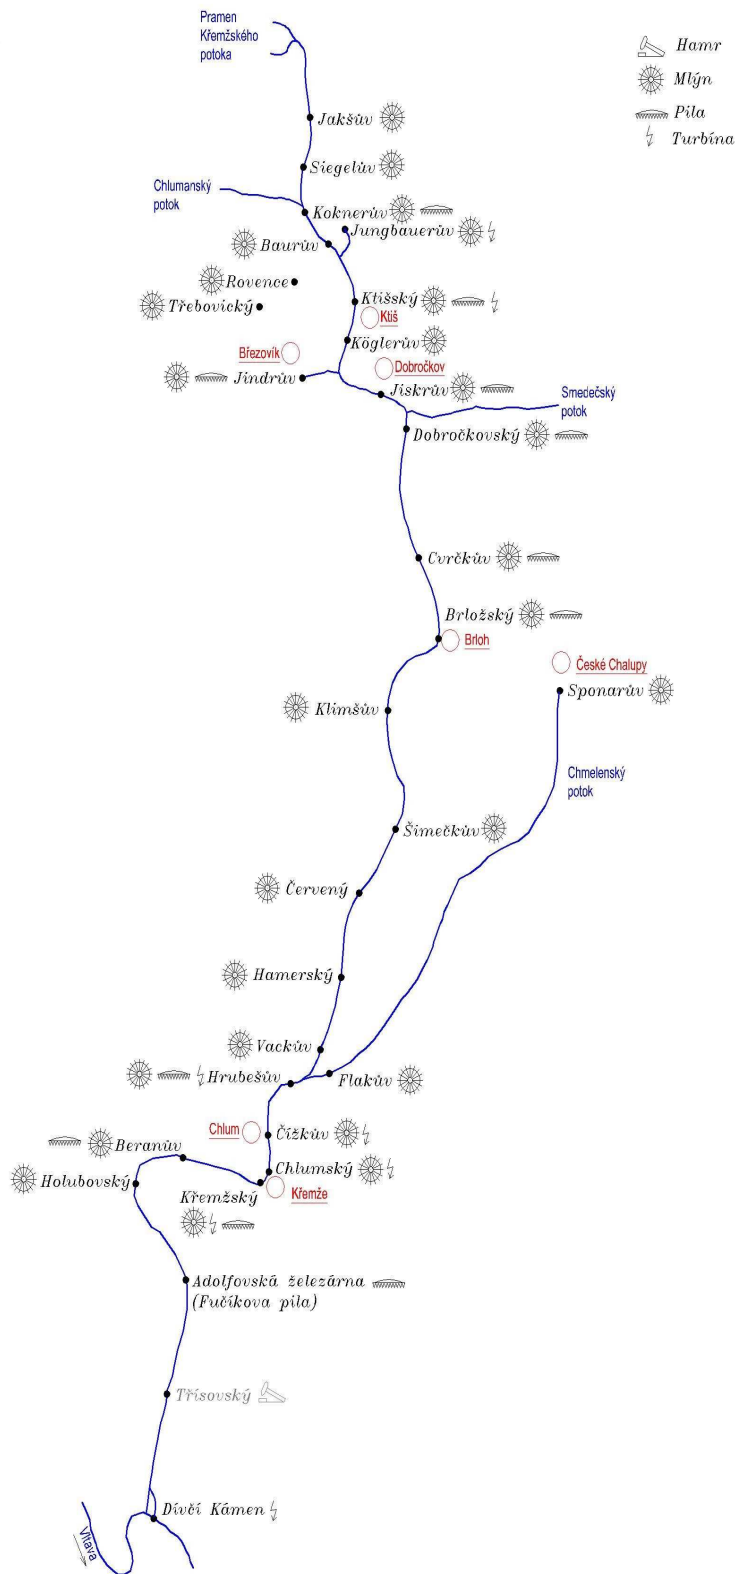 Pramen
Křemžského
potoka
Hamr
Mlýn
Pila
Turbína
Jakšův
Siegelův
Chlumanský
potok
Koknerův
Jungbauerův
Baurův
Rovence
Třebovický
Ktišský
Ktiš
Köglerův
Březovík
Dobročkov
Jindrův
Jiskrův
Smedečský
potok
Dobročkovský
Cvrčkův
Brložský
Brloh
České Chalupy
Sponarův
Klimšův
Chmelenský
potok
Šimečkův
Červený
Hamerský
Vackův
Hrubešův
Flakův
Chlum
Čížkův
Beranův
Chlumský
Holubovský
Křemžský
Křemže
Adolfovská železárna
(Fučíkova pila)
Třísovský
Dívčí Kámen
Vltava